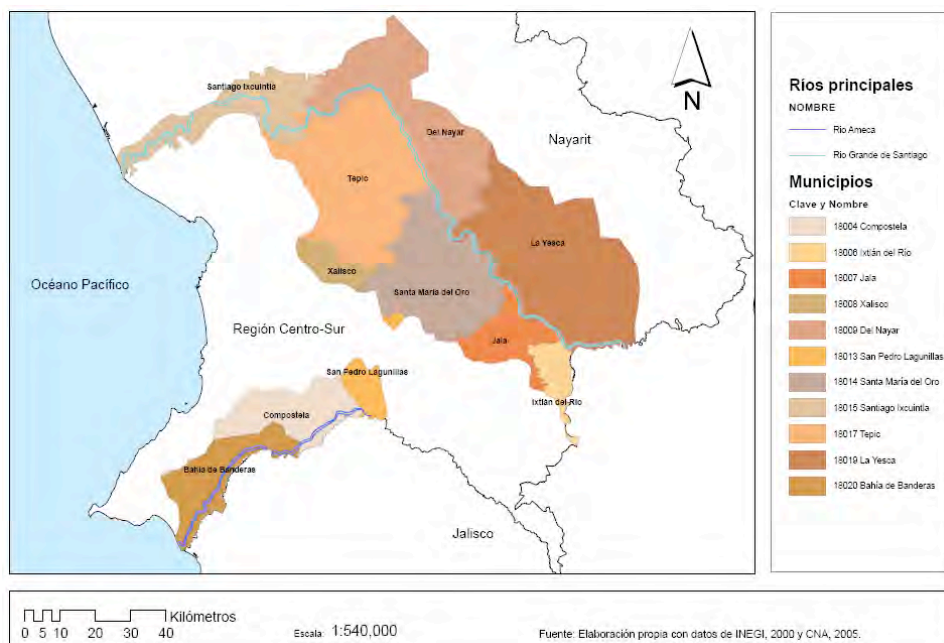 Santiago Ixcuintla
Del Nayar
Nayarit
Tepic
La Yesca
Xalisco
Océano Pacífico
Santa María del Oro
Región Centro-Sur
Jala
San Pedro Lagunillas
Ixtlán del Río
Compostela
Bahía de Banderas
Jalisco
N
Ríos principales
NOMBRE
Rio Ameca
Rio Grande de Santiago
Municipios
Clave y Nombre
18004 Compostela
18006 Ixtlán del Río
18007 Jala
18008 Xalisco
18009 Del Nayar
18013 San Pedro Lagunillas
18014 Santa María del Oro
18015 Santiago Ixcuintla
18017 Tepic
18019 La Yesca
18020 Bahía de Banderas
Kilómetros
0 5 10 20 30 40
Escala: 1:540,000
Fuente: Elaboración propia con datos de INEGI, 2000 y CNA, 2005.